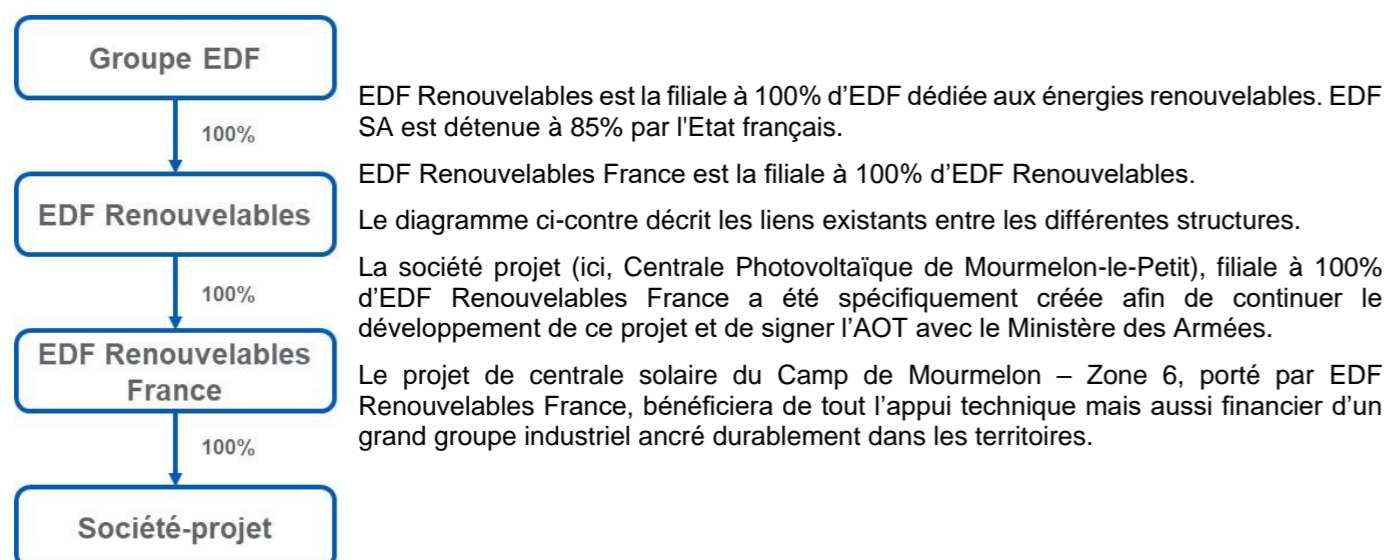 Groupe EDF
100%
EDF Renouvelables
100%
EDF Renouvelables
France
100%
Société-projet
EDF Renouvelables est la filiale à 100% d’EDF dédiée aux énergies renouvelables. EDF
SA est détenue à 85% par l'Etat français.
EDF Renouvelables France est la filiale à 100% d’EDF Renouvelables.
Le diagramme ci-contre décrit les liens existants entre les différentes structures.
La société projet (ici, Centrale Photovoltaïque de Mourmelon-le-Petit), filiale à 100%
d’EDF Renouvelables France a été spécifiquement créée afin de continuer le
développement de ce projet et de signer l’AOT avec le Ministère des Armées.
Le projet de centrale solaire du Camp de Mourmelon – Zone 6, porté par EDF
Renouvelables France, bénéficiera de tout l’appui technique mais aussi financier d’un
grand groupe industriel ancré durablement dans les territoires.